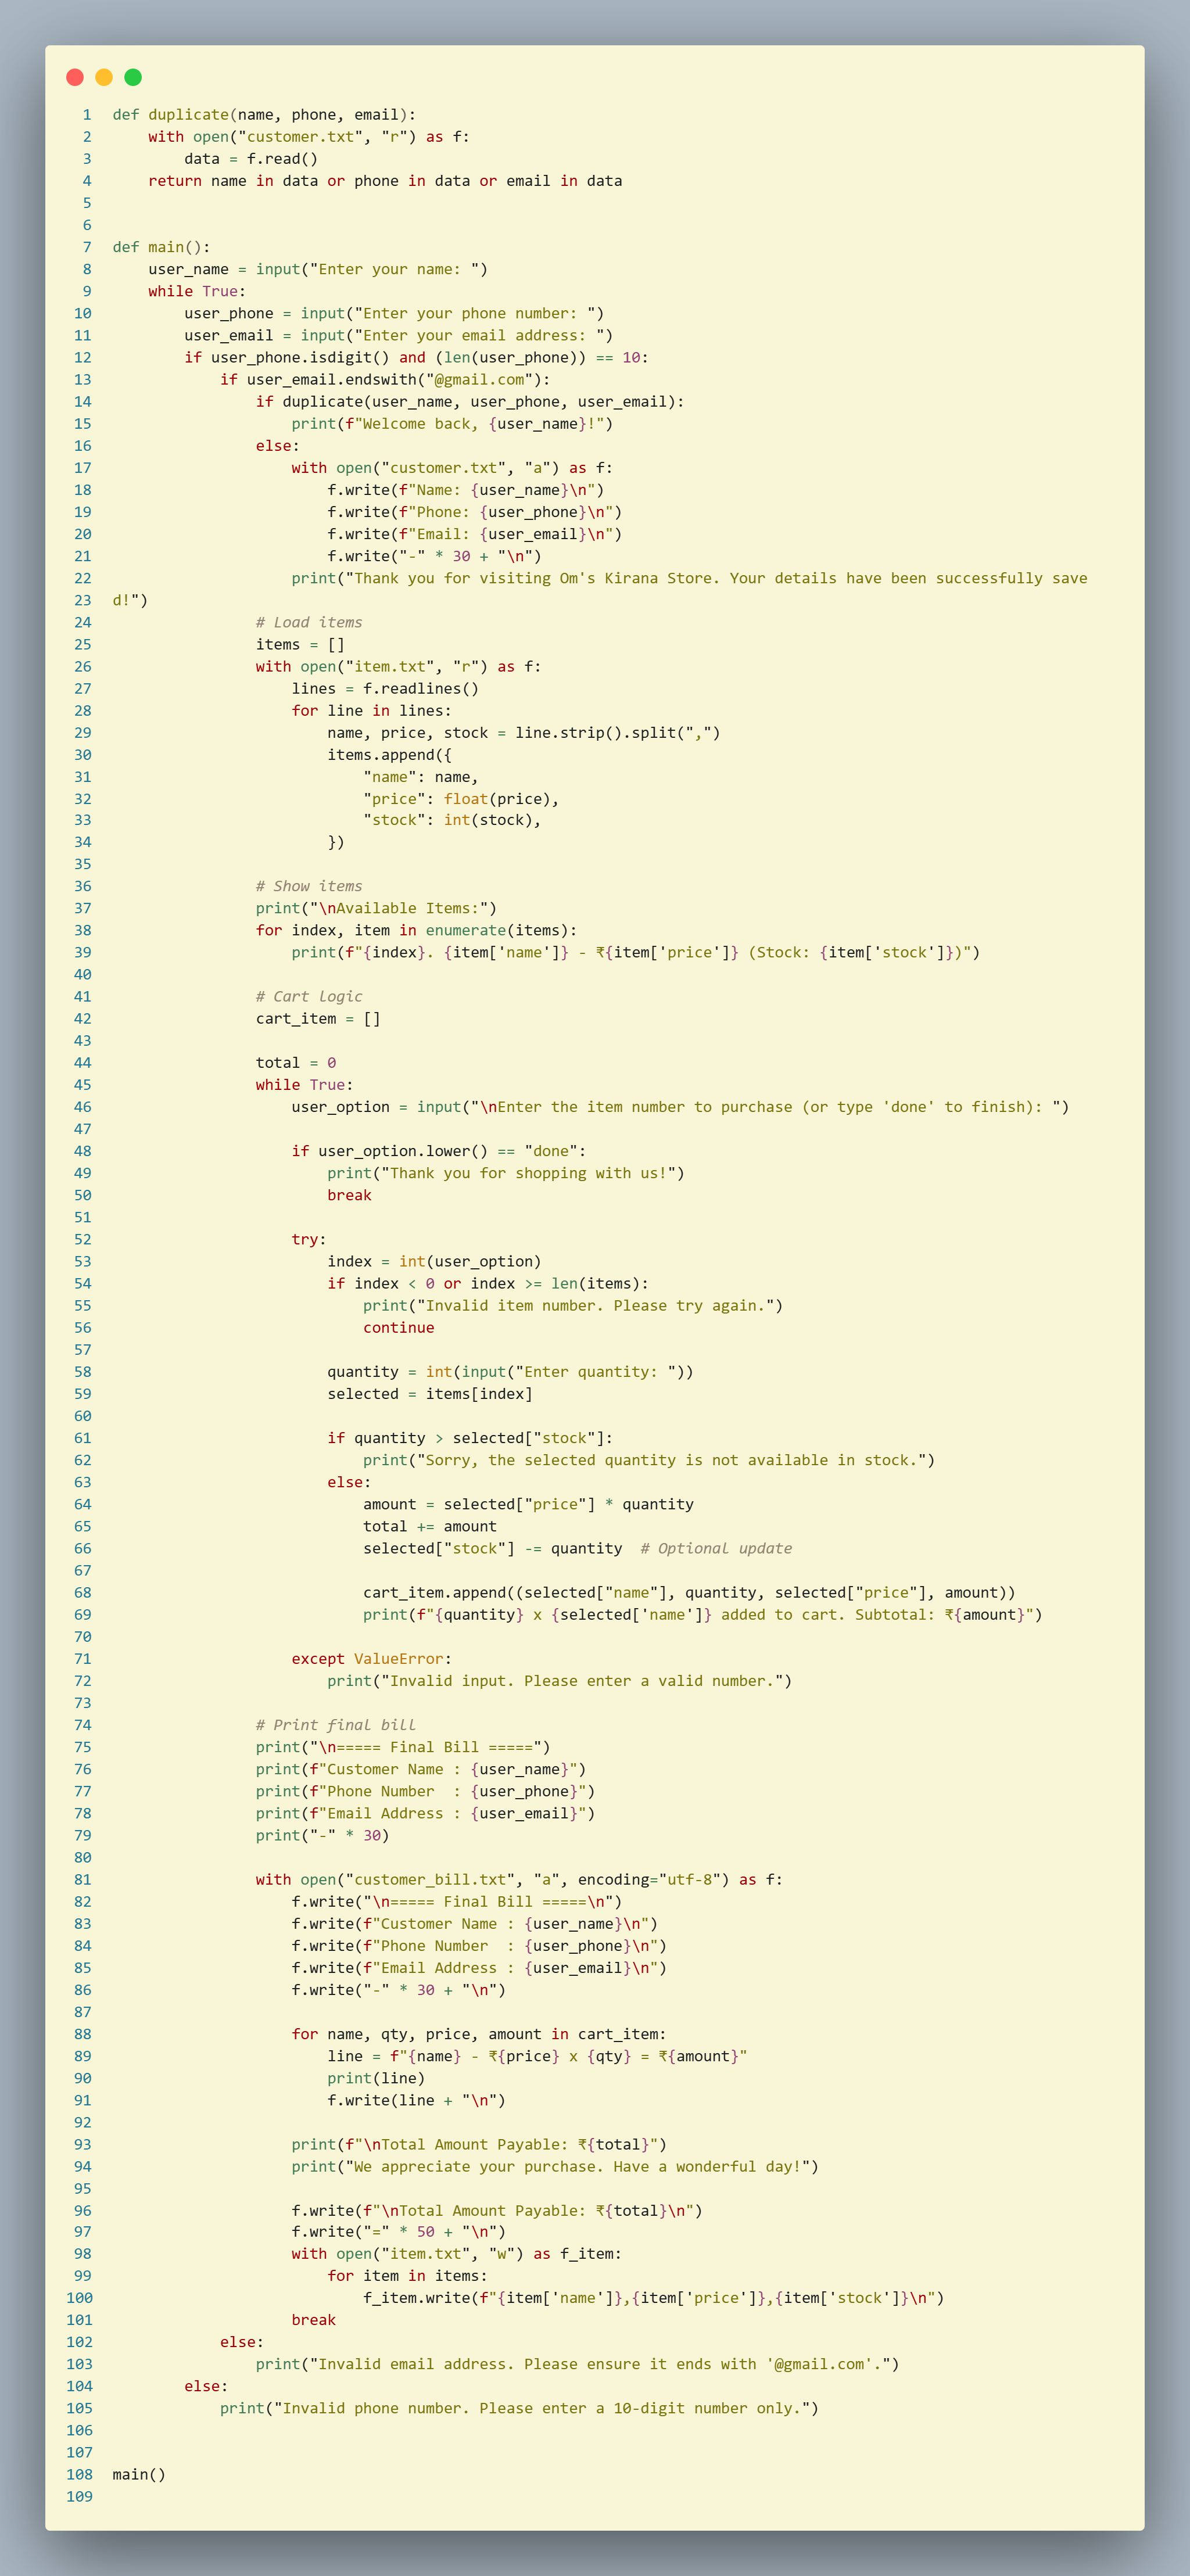 1 def duplicate(name, phone, email):
2     with open("customer.txt", "r") as f:
3         data = f.read()
4     return name in data or phone in data or email in data
5
6
7 def main():
8     user_name = input("Enter your name: ")
9     while True:
10         user_phone = input("Enter your phone number: ")
11         user_email = input("Enter your email address: ")
12         if user_phone.isdigit() and (len(user_phone)) == 10:
13             if user_email.endswith("@gmail.com"):
14                 if duplicate(user_name, user_phone, user_email):
15                     print(f"Welcome back, {user_name}!")
16                 else:
17                     with open("customer.txt", "a") as f:
18                         f.write(f"Name: {user_name}\n")
19                         f.write(f"Phone: {user_phone}\n")
20                         f.write(f"Email: {user_email}\n")
21                         f.write("-" * 30 + "\n")
22                     print("Thank you for visiting Om's Kirana Store. Your details have been successfully save
23 d!")
24                 # Load items
25                 items = []
26                 with open("item.txt", "r") as f:
27                     lines = f.readlines()
28                     for line in lines:
29                         name, price, stock = line.strip().split(",")
30                         items.append({
31                             "name": name,
32                             "price": float(price),
33                             "stock": int(stock),
34                         })
35
36                 # Show items
37                 print("\nAvailable Items:")
38                 for index, item in enumerate(items):
39                     print(f"{index}. {item['name']} - ₹{item['price']} (Stock: {item['stock']})")
40
41                 # Cart logic
42                 cart_item = []
43
44                 total = 0
45                 while True:
46                     user_option = input("\nEnter the item number to purchase (or type 'done' to finish): ")
47
48                     if user_option.lower() == "done":
49                         print("Thank you for shopping with us!")
50                         break
51
52                     try:
53                         index = int(user_option)
54                         if index < 0 or index >= len(items):
55                             print("Invalid item number. Please try again.")
56                             continue
57
58                         quantity = int(input("Enter quantity: "))
59                         selected = items[index]
60
61                         if quantity > selected["stock"]:
62                             print("Sorry, the selected quantity is not available in stock.")
63                         else:
64                             amount = selected["price"] * quantity
65                             total += amount
66                             selected["stock"] -= quantity  # Optional update
67
68                             cart_item.append((selected["name"], quantity, selected["price"], amount))
69                             print(f"{quantity} x {selected['name']} added to cart. Subtotal: ₹{amount}")
70
71                     except ValueError:
72                         print("Invalid input. Please enter a valid number.")
73
74                 # Print final bill
75                 print("\n===== Final Bill =====")
76                 print(f"Customer Name : {user_name}")
77                 print(f"Phone Number  : {user_phone}")
78                 print(f"Email Address : {user_email}")
79                 print("-" * 30)
80
81                 with open("customer_bill.txt", "a", encoding="utf-8") as f:
82                     f.write("\n===== Final Bill =====\n")
83                     f.write(f"Customer Name : {user_name}\n")
84                     f.write(f"Phone Number  : {user_phone}\n")
85                     f.write(f"Email Address : {user_email}\n")
86                     f.write("-" * 30 + "\n")
87
88                     for name, qty, price, amount in cart_item:
89                         line = f"{name} - ₹{price} x {qty} = ₹{amount}"
90                         print(line)
91                         f.write(line + "\n")
92
93                     print(f"\nTotal Amount Payable: ₹{total}")
94                     print("We appreciate your purchase. Have a wonderful day!")
95
96                     f.write(f"\nTotal Amount Payable: ₹{total}\n")
97                     f.write("=" * 50 + "\n")
98                     with open("item.txt", "w") as f_item:
99                         for item in items:
100                             f_item.write(f"{item['name']},{item['price']},{item['stock']}\n")
101                     break
102             else:
103                 print("Invalid email address. Please ensure it ends with '@gmail.com'.")
104         else:
105             print("Invalid phone number. Please enter a 10-digit number only.")
106
107
108 main()
109